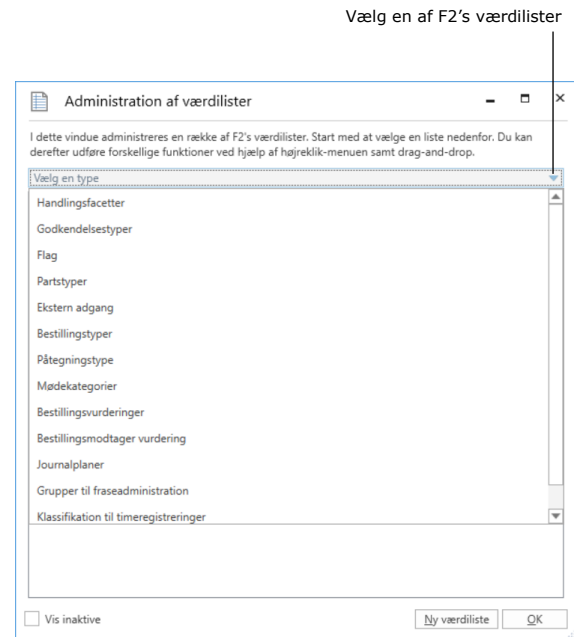 Vælg en af F2's værdilister
Administration af værdilister
I dette vindue administreres en række af F2's værdilister. Start med at vælge en liste nedenfor. Du kan
derefter udføre forskellige funktioner ved hjælp af højreklik-menuen samt drag-and-drop.
Vælg en type
Handlingsfacetter
Godkendelsestyper
Flag
Partstyper
Ekstern adgang
Bestillingstyper
Påtegningstype
Mødekategorier
Bestillingsvurderinger
Bestillingsmodtager vurdering
Journalplaner
Grupper til fraseadministration
Klassifikation til timeregistreringer
Vis inaktive
Ny værdiliste
OK